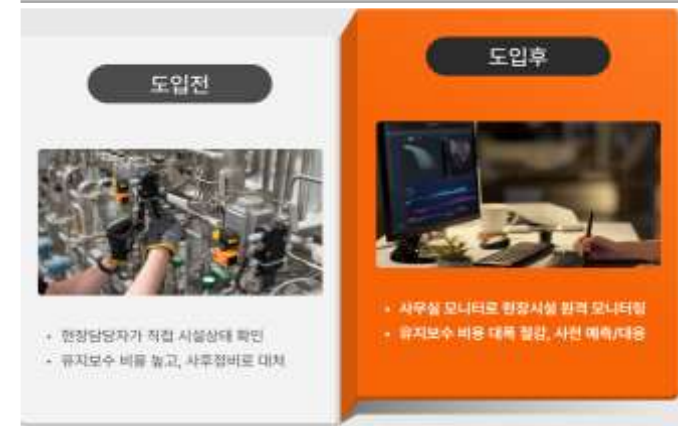 도입전
• 현장담당자가 직접 시설상태 확인
• 유지보수 비용 높고, 사후정비로 대처
도입후
• 사무실 모니터로 현장시설 원격 모니터링
• 유지보수 비용 대폭 절감, 사전 예측/대응